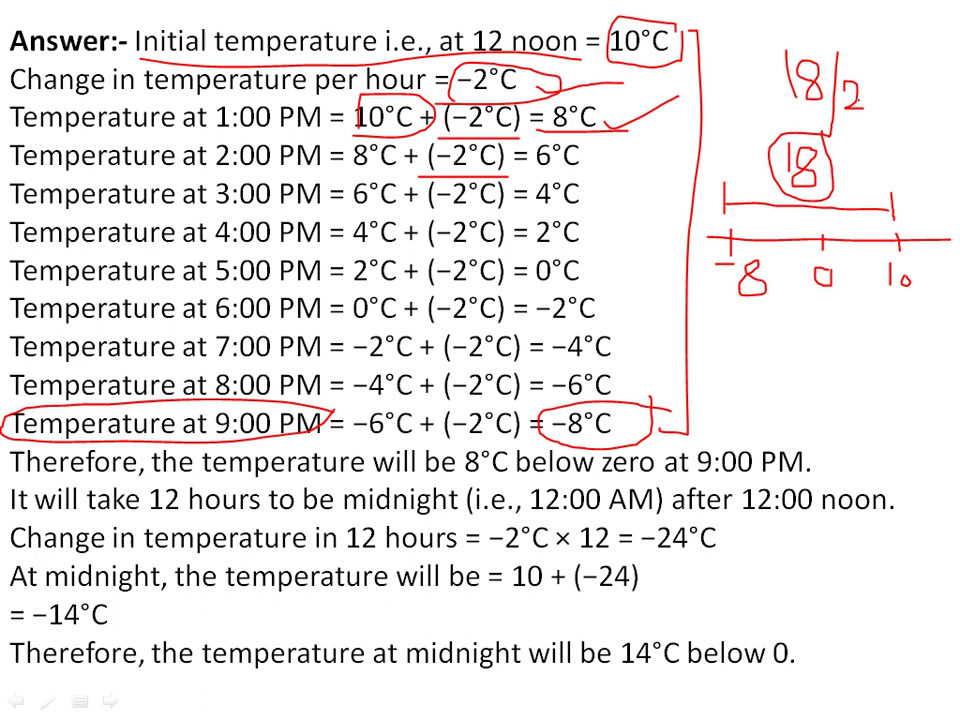 Answer:- Initial temperature i.e., at 12 noon = 10°C
Change in temperature per hour = −2°C
Temperature at 1:00 PM = 10°C + (−2°C) = 8°C
Temperature at 2:00 PM = 8°C + (−2°C) = 6°C
Temperature at 3:00 PM = 6°C + (−2°C) = 4°C
Temperature at 4:00 PM = 4°C + (−2°C) = 2°C
Temperature at 5:00 PM = 2°C + (−2°C) = 0°C
Temperature at 6:00 PM = 0°C + (−2°C) = −2°C
Temperature at 7:00 PM = −2°C + (−2°C) = −4°C
Temperature at 8:00 PM = −4°C + (−2°C) = −6°C
Temperature at 9:00 PM = −6°C + (−2°C) = −8°C
Therefore, the temperature will be 8°C below zero at 9:00 PM.
It will take 12 hours to be midnight (i.e., 12:00 AM) after 12:00 noon.
Change in temperature in 12 hours = −2°C × 12 = −24°C
At midnight, the temperature will be = 10 + (−24)
= −14°C
Therefore, the temperature at midnight will be 14°C below 0.
18/2
18
−8 0 10